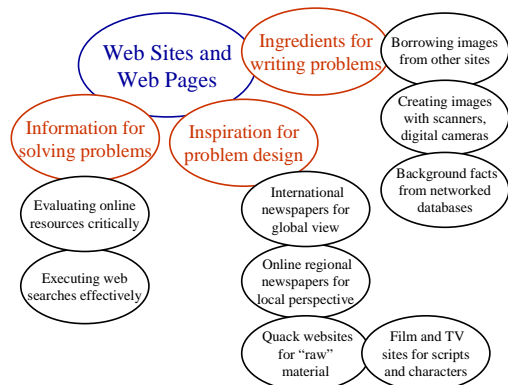 Web Sites and
Web Pages
Ingredients for
writing problems
Borrowing images
from other sites
Creating images
with scanners,
digital cameras
Background facts
from networked
databases
Information for
solving problems
Evaluating online
resources critically
Executing web
searches effectively
Inspiration for
problem design
International
newspapers for
global view
Online regional
newspapers for
local perspective
Quack websites
for “raw”
material
Film and TV
sites for scripts
and characters